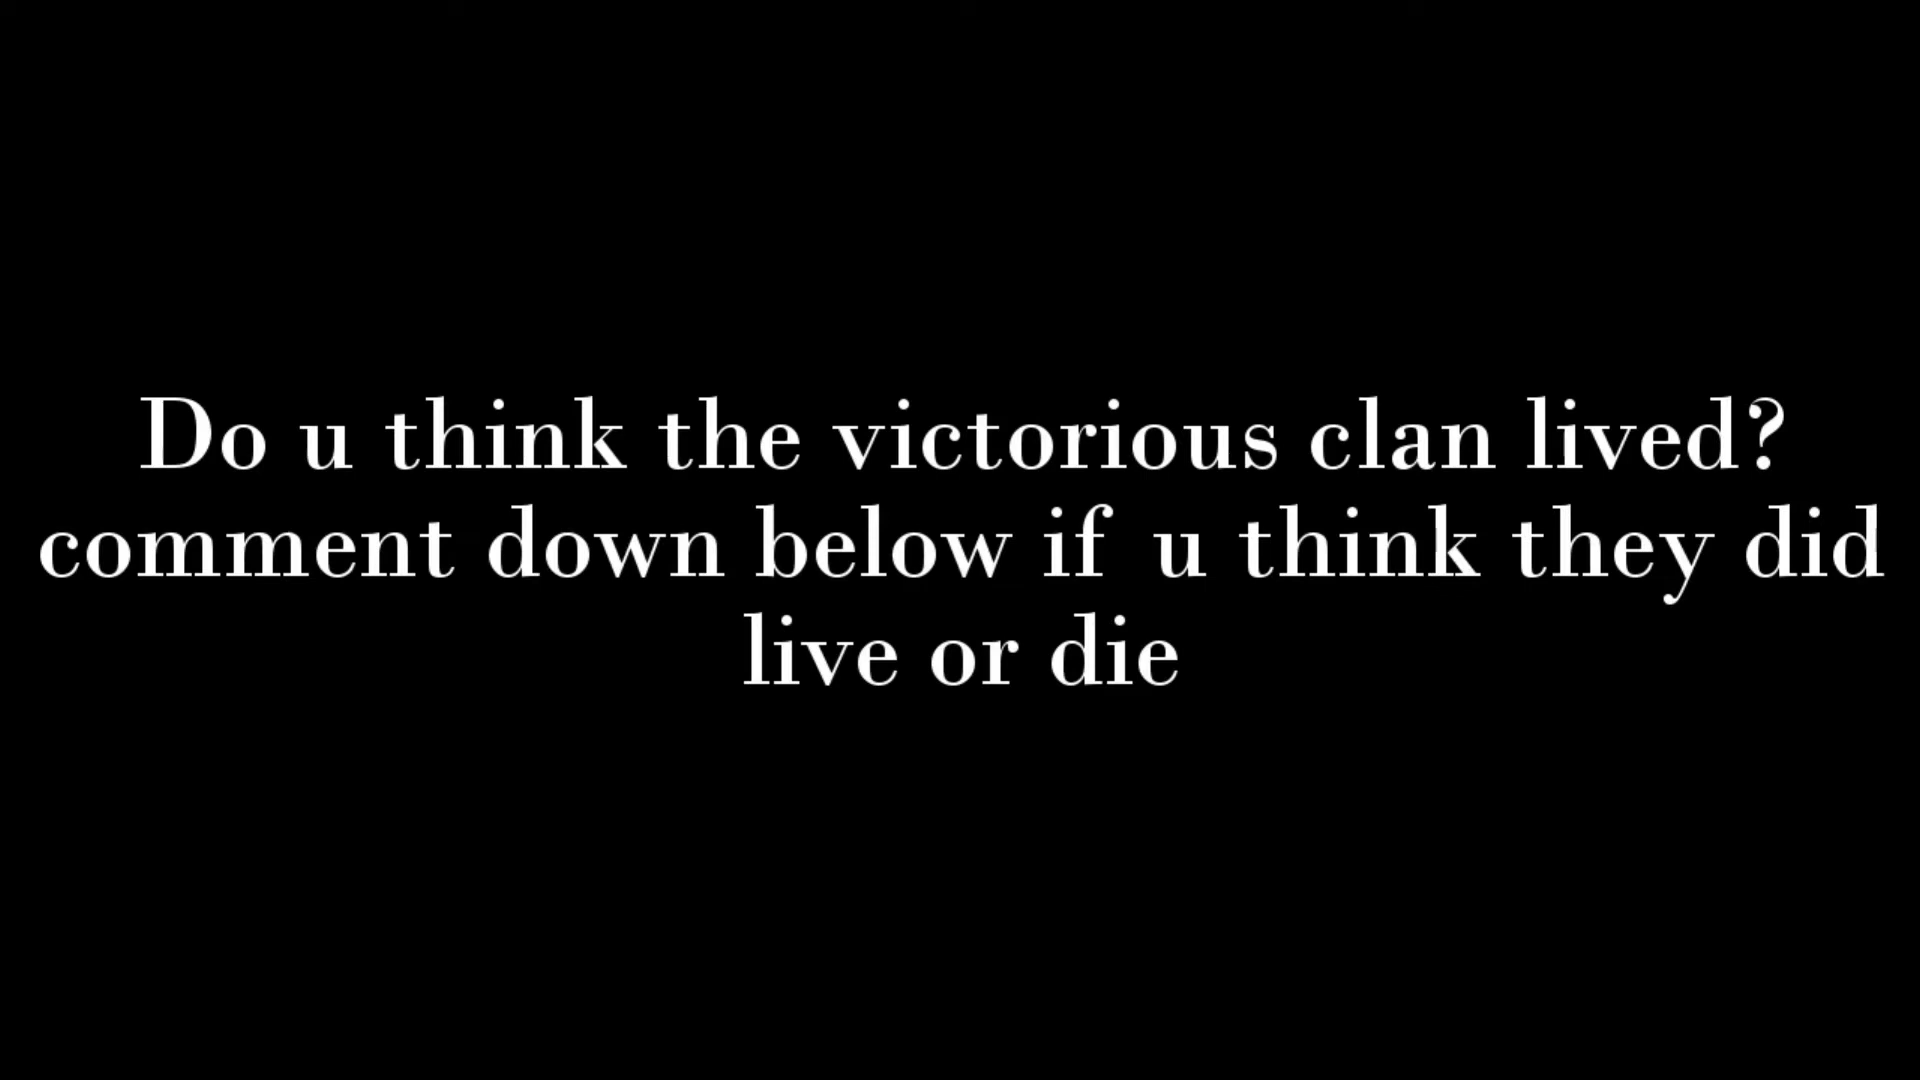 Do u think the victorious clan lived?
comment down below if u think they did
live or die